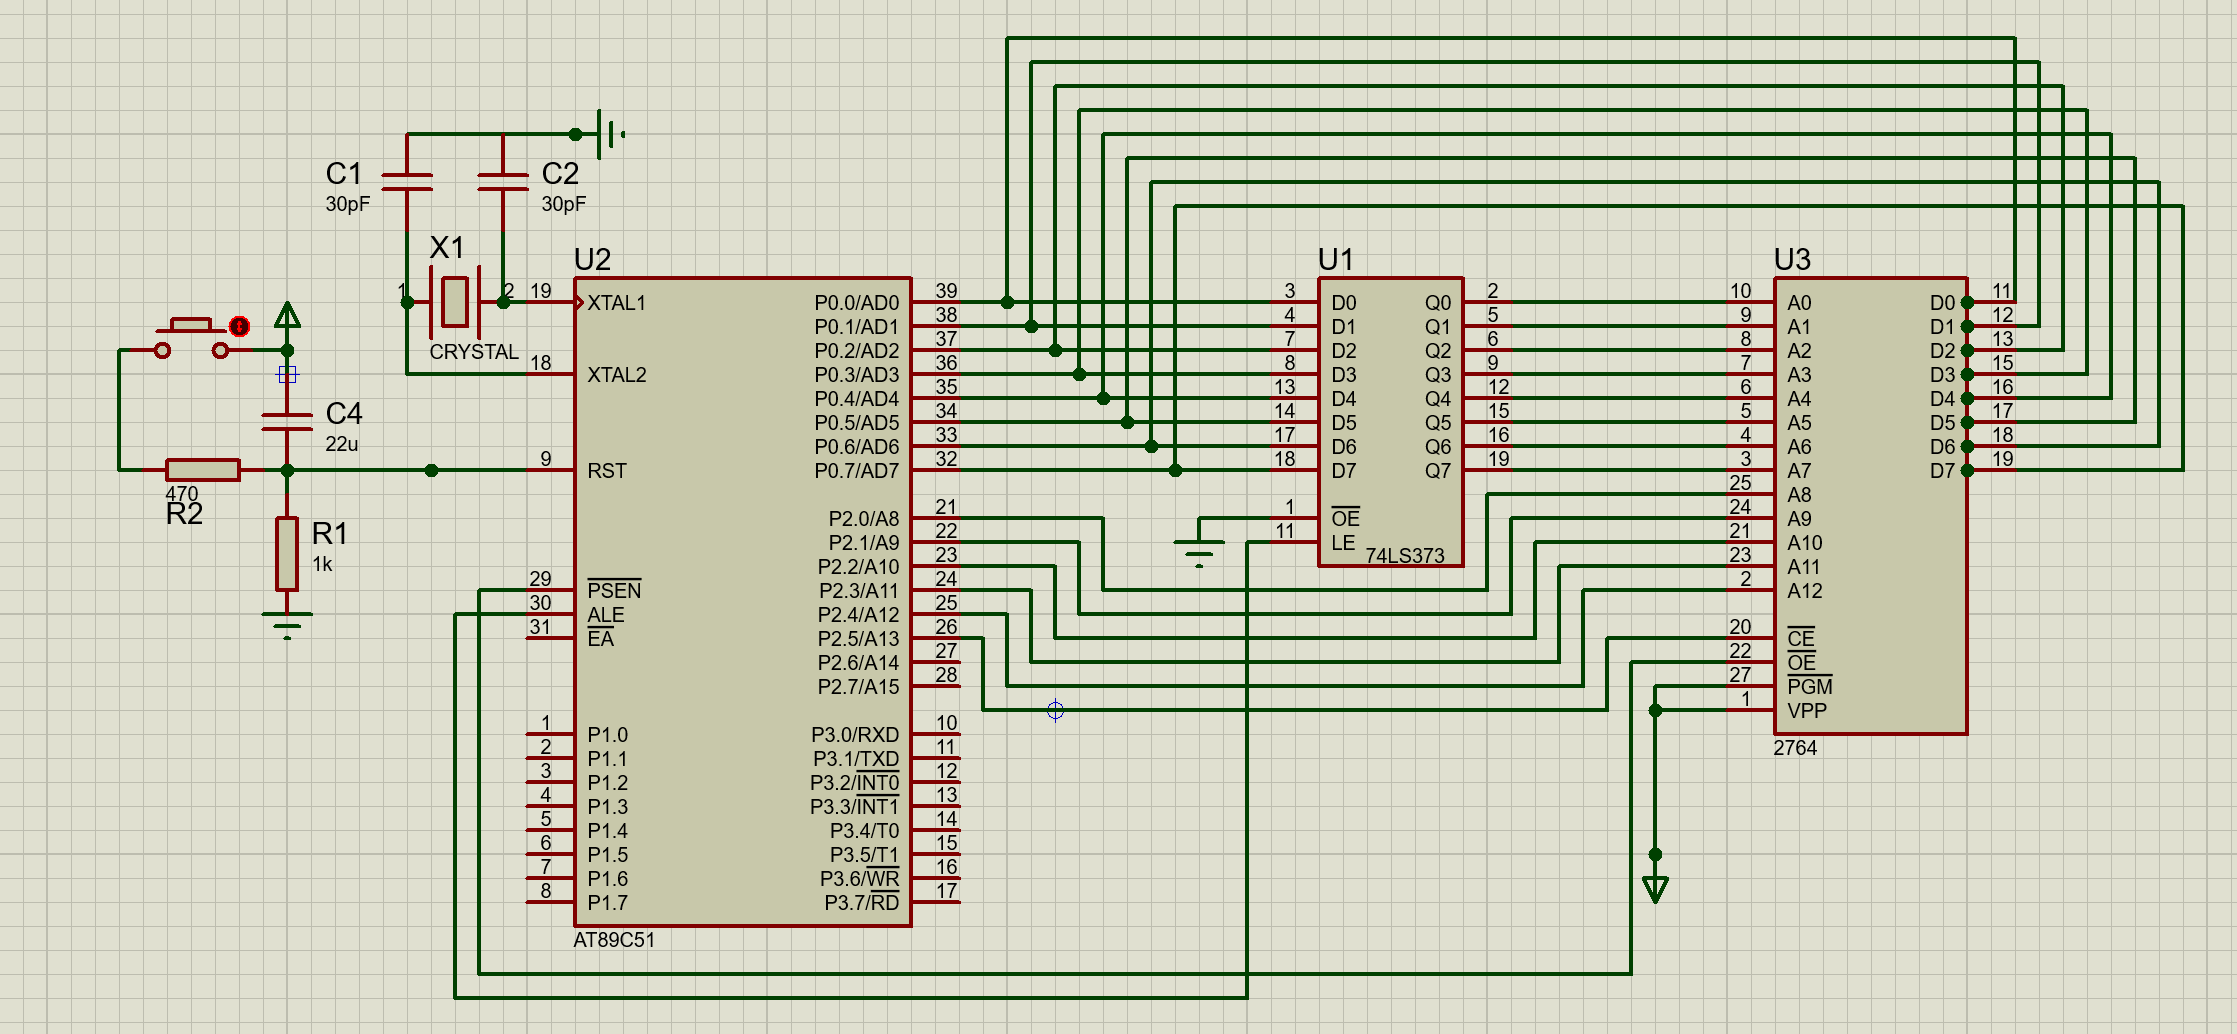 C1
30pF
C2
30pF
X1
1
2
CRYSTAL
C4
22u
470
R2
R1
1k
U2
19 XTAL1
18 XTAL2
9 RST
29 PSEN
30 ALE
31 EA
1 P1.0
2 P1.1
3 P1.2
4 P1.3
5 P1.4
6 P1.5
7 P1.6
8 P1.7
P0.0/AD0 39
P0.1/AD1 38
P0.2/AD2 37
P0.3/AD3 36
P0.4/AD4 35
P0.5/AD5 34
P0.6/AD6 33
P0.7/AD7 32
P2.0/A8 21
P2.1/A9 22
P2.2/A10 23
P2.3/A11 24
P2.4/A12 25
P2.5/A13 26
P2.6/A14 27
P2.7/A15 28
P3.0/RXD 10
P3.1/TXD 11
P3.2/INT0 12
P3.3/INT1 13
P3.4/T0 14
P3.5/T1 15
P3.6/WR 16
P3.7/RD 17
AT89C51
U1
3 D0 Q0 2
4 D1 Q1 5
7 D2 Q2 6
8 D3 Q3 9
13 D4 Q4 12
14 D5 Q5 15
17 D6 Q6 16
18 D7 Q7 19
1 OE
11 LE
74LS373
U3
10 A0 D0 11
9 A1 D1 12
8 A2 D2 13
7 A3 D3 15
6 A4 D4 16
5 A5 D5 17
4 A6 D6 18
3 A7 D7 19
25 A8
24 A9
21 A10
23 A11
2 A12
20 CE
22 OE
27 PGM
1 VPP
2764